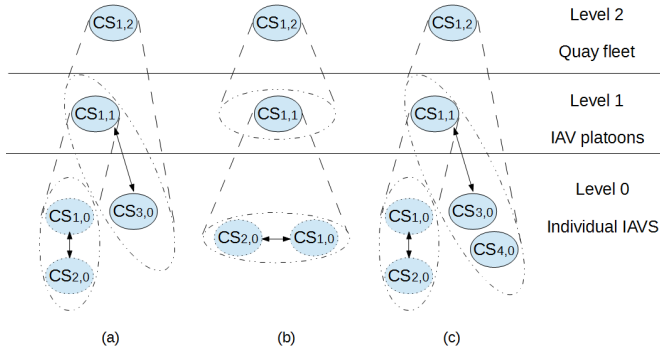 CS1,2
CS1,2
CS1,2
Level 2
Quay fleet
CS1,1
CS1,1
CS1,1
Level 1
IAV platoons
CS1,0
CS3,0
CS2,0
CS2,0
CS1,0
CS1,0
CS3,0
CS4,0
CS2,0
Level 0
Individual IAVS
(a)
(b)
(c)